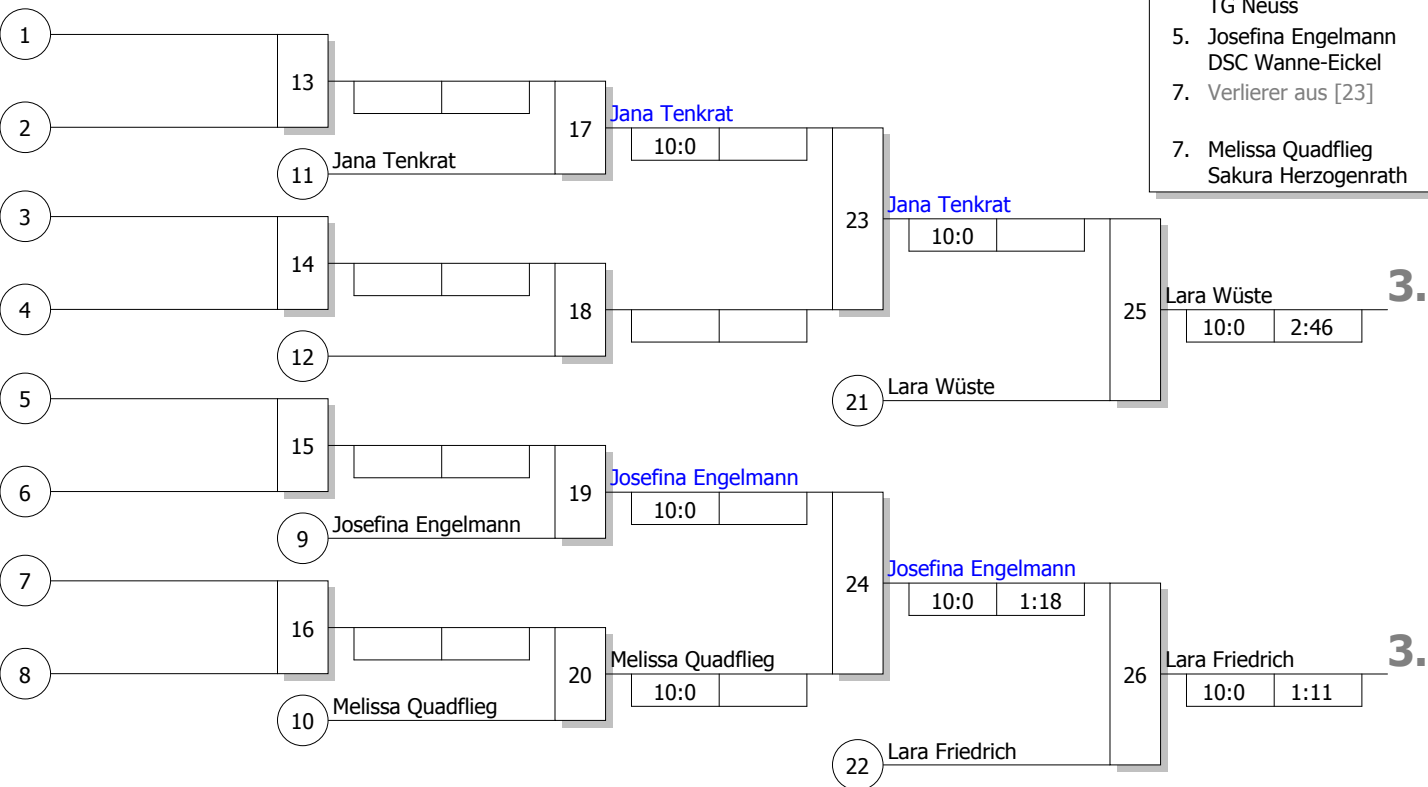 TG Neuss
5. Josefina Engelmann
DSC Wanne-Eickel
7. Verlierer aus [23]
7. Melissa Quadflieg
Sakura Herzogenrath
1
13
2
17
Jana Tenkrat
10:0
11
Jana Tenkrat
3
14
4
18
12
23
Jana Tenkrat
10:0
25
Lara Wüste
3.
10:0 2:46
21
Lara Wüste
5
15
6
19
Josefina Engelmann
10:0
9
Josefina Engelmann
7
16
8
20
Melissa Quadflieg
10:0
10
Melissa Quadflieg
24
Josefina Engelmann
10:0 1:18
26
Lara Friedrich
3.
10:0 1:11
22
Lara Friedrich